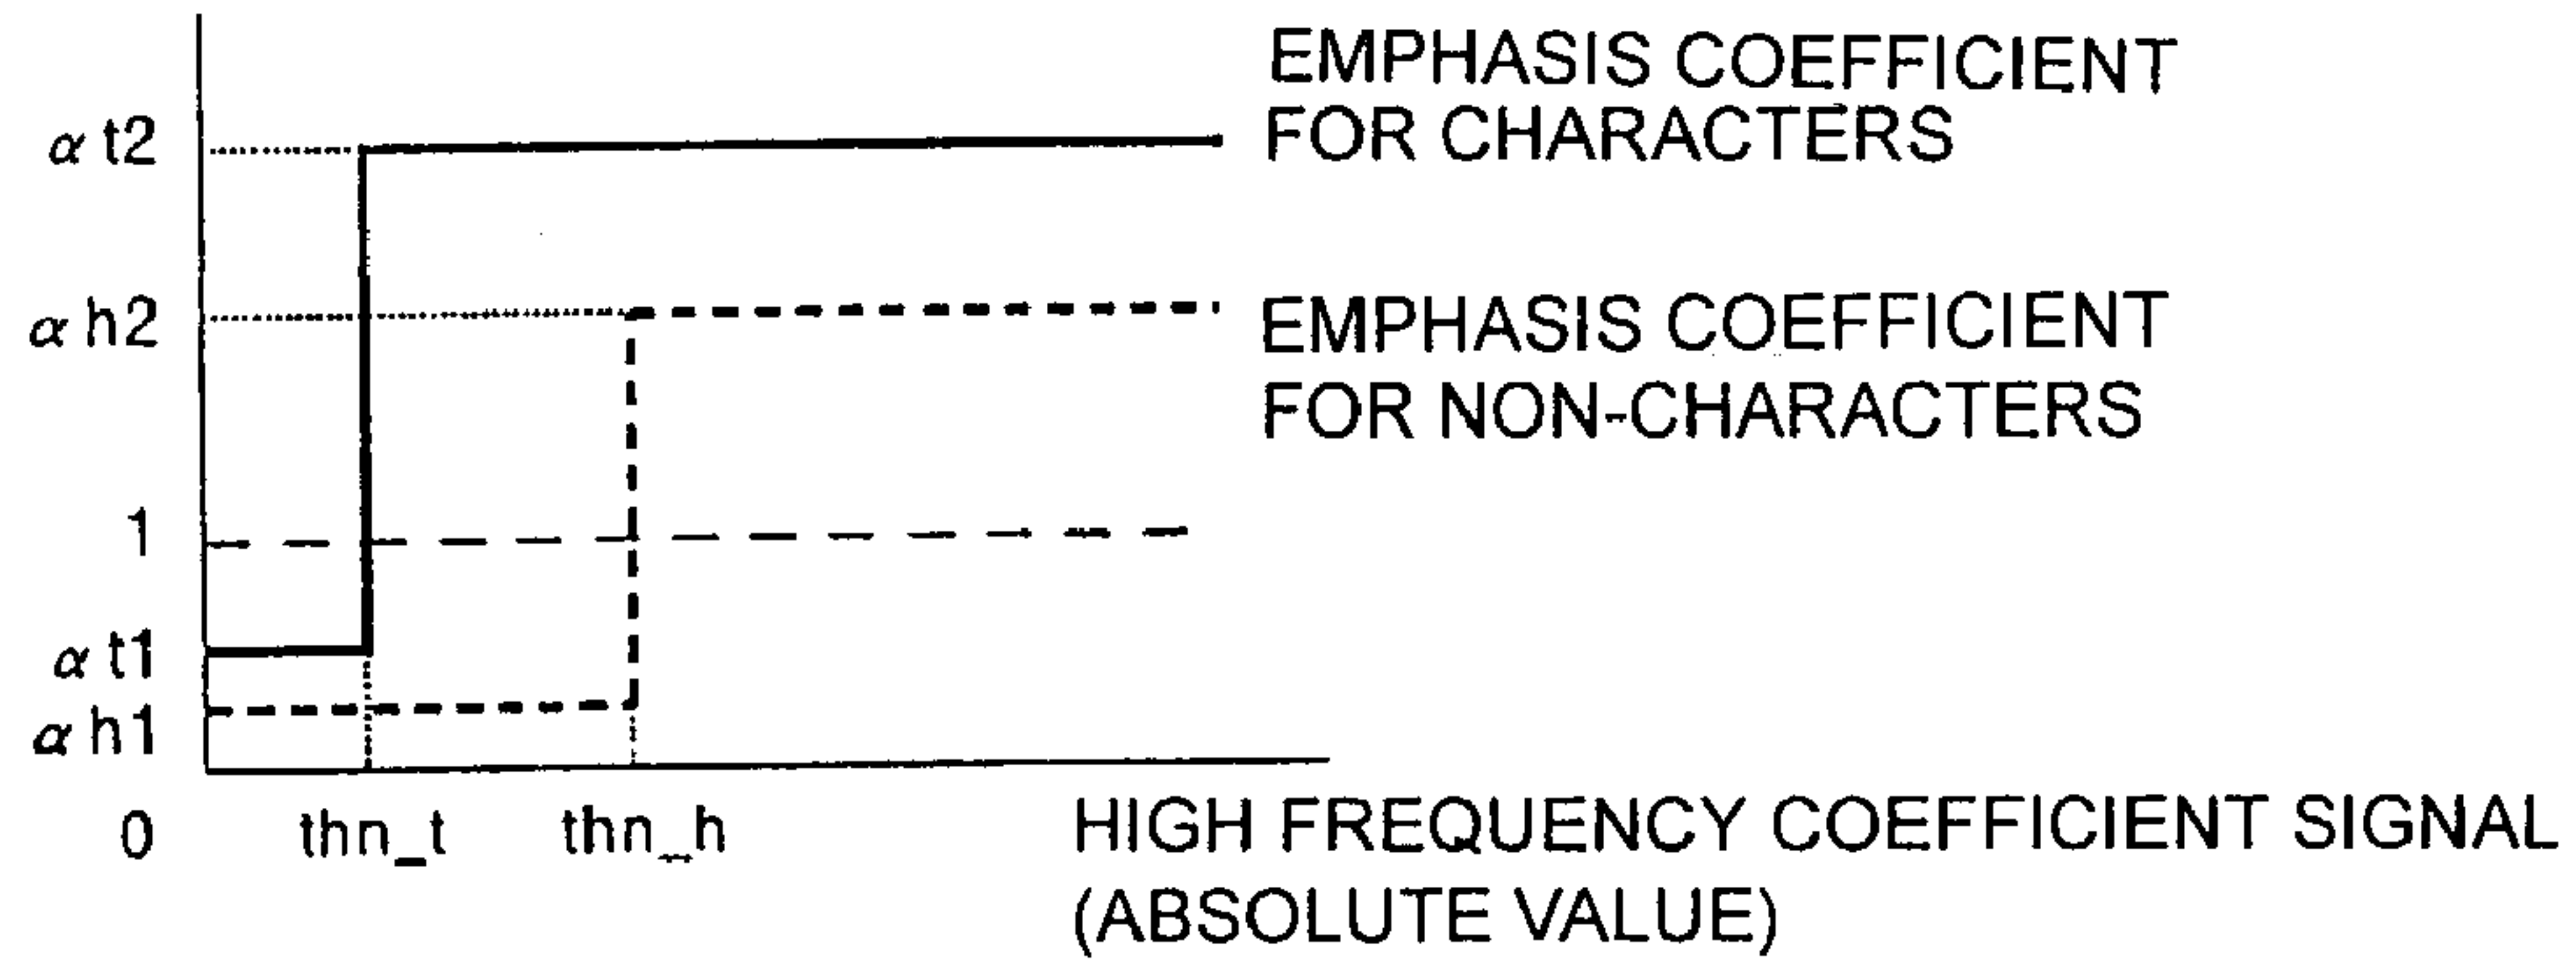 EMPHASIS COEFFICIENT
FOR CHARACTERS
α t2
α h2
EMPHASIS COEFFICIENT
FOR NON-CHARACTERS
1
α t1
α h1
0
thn_t
thn_h
HIGH FREQUENCY COEFFICIENT SIGNAL
(ABSOLUTE VALUE)